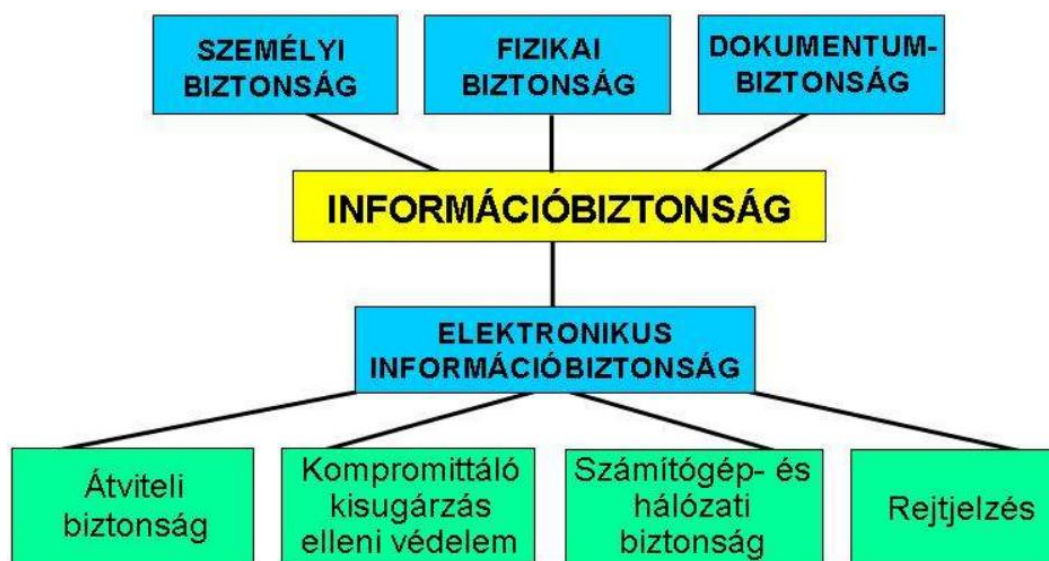 SZEMÉLYI
BIZTONSÁG
FIZIKAI
BIZTONSÁG
DOKUMENTUM-
BIZTONSÁG
INFORMÁCIÓBIZTONSÁG
ELEKTRONIKUS
INFORMÁCIÓBIZTONSÁG
Átviteli
biztonság
Kompromittáló
kisugárzás
elleni védelem
Számítógép- és
hálózati
biztonság
Rejtjelzés